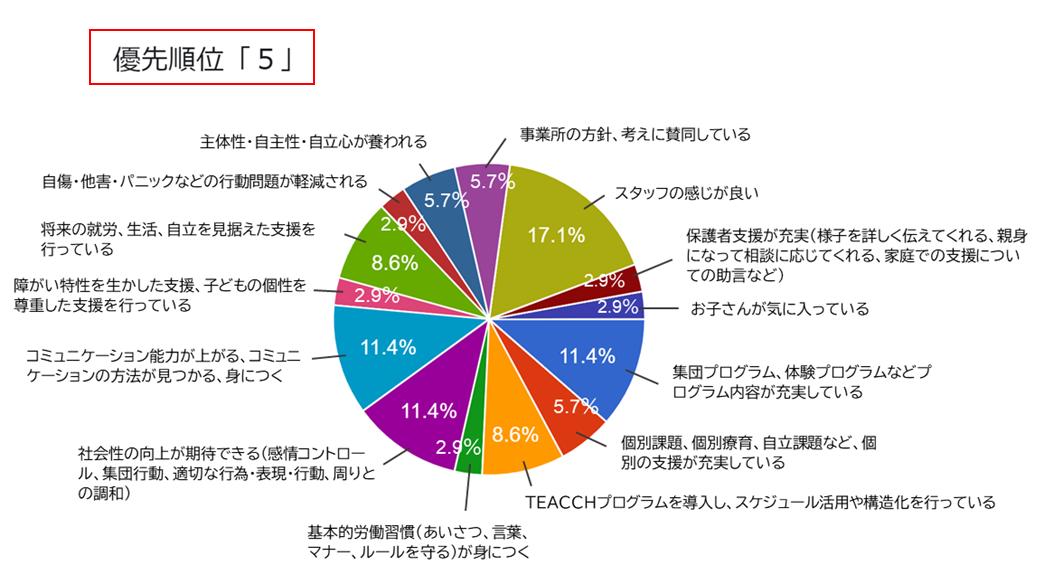 優先順位「５」
事業所の方針、考えに賛同している
5.7%
スタッフの感じが良い
17.1%
保護者支援が充実(様子を詳しく伝えてくれる、親身
になって相談に応じてくれる、家庭での支援につい
ての助言など)
2.9%
お子さんが気に入っている
2.9%
集団プログラム、体験プログラムなどプ
ログラム内容が充実している
11.4%
個別課題、個別療育、自立課題など、個
別の支援が充実している
5.7%
TEACCHプログラムを導入し、スケジュール活用や構造化を行っている
8.6%
基本的労働習慣(あいさつ、言葉、
マナー、ルールを守る)が身につく
2.9%
社会性の向上が期待できる(感情コントロー
ル、集団行動、適切な行為・表現・行動、周りと
の調和)
11.4%
コミュニケーション能力が上がる、コミュニ
ケーションの方法が見つかる、身につく
11.4%
障がい特性を生かした支援、子どもの個性を
尊重した支援を行っている
2.9%
将来の就労、生活、自立を見据えた支援を
行っている
8.6%
自傷・他害・パニックなどの行動問題が軽減される
2.9%
主体性・自主性・自立心が養われる
5.7%